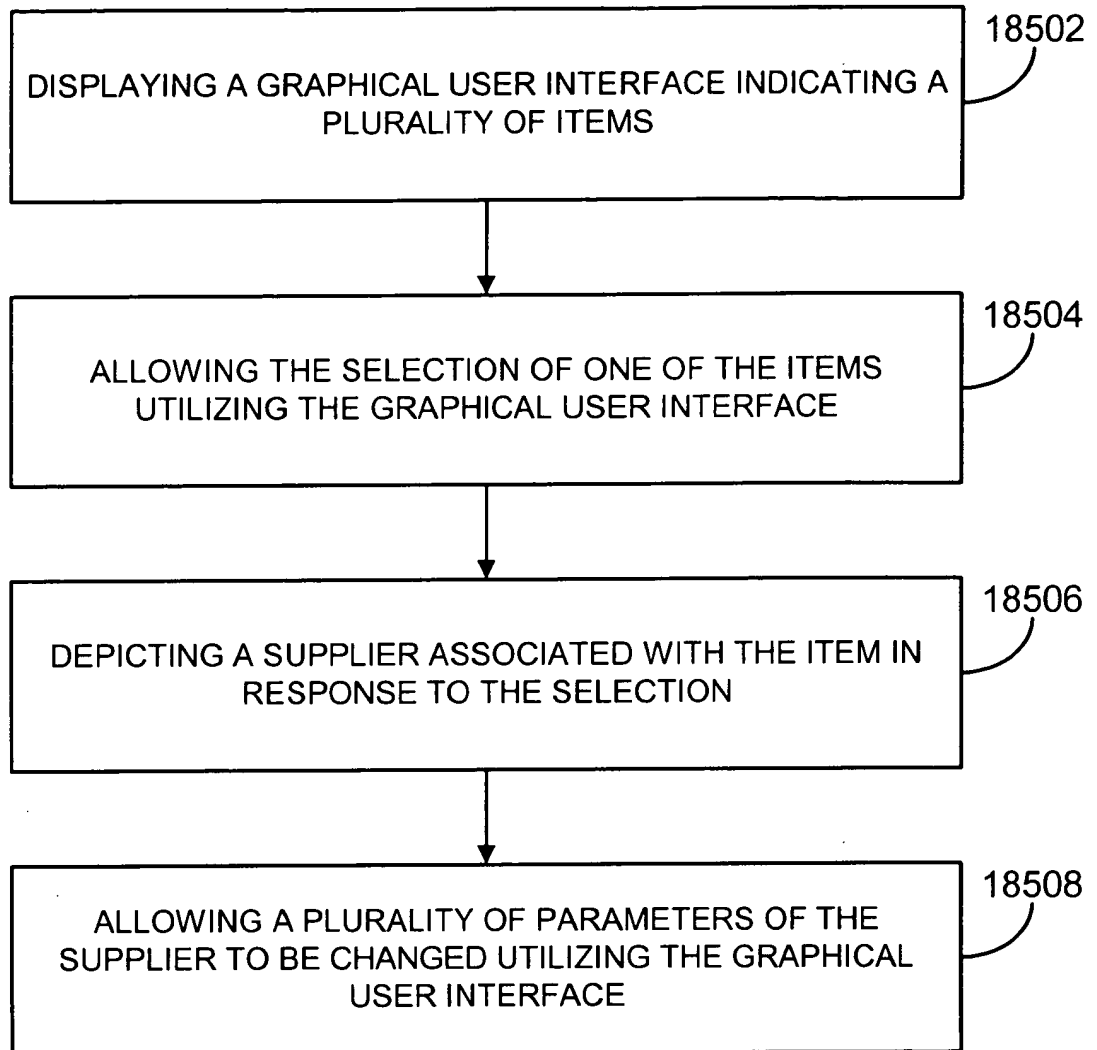 18502
DISPLAYING A GRAPHICAL USER INTERFACE INDICATING A
PLURALITY OF ITEMS
18504
ALLOWING THE SELECTION OF ONE OF THE ITEMS
UTILIZING THE GRAPHICAL USER INTERFACE
18506
DEPICTING A SUPPLIER ASSOCIATED WITH THE ITEM IN
RESPONSE TO THE SELECTION
18508
ALLOWING A PLURALITY OF PARAMETERS OF THE
SUPPLIER TO BE CHANGED UTILIZING THE GRAPHICAL
USER INTERFACE